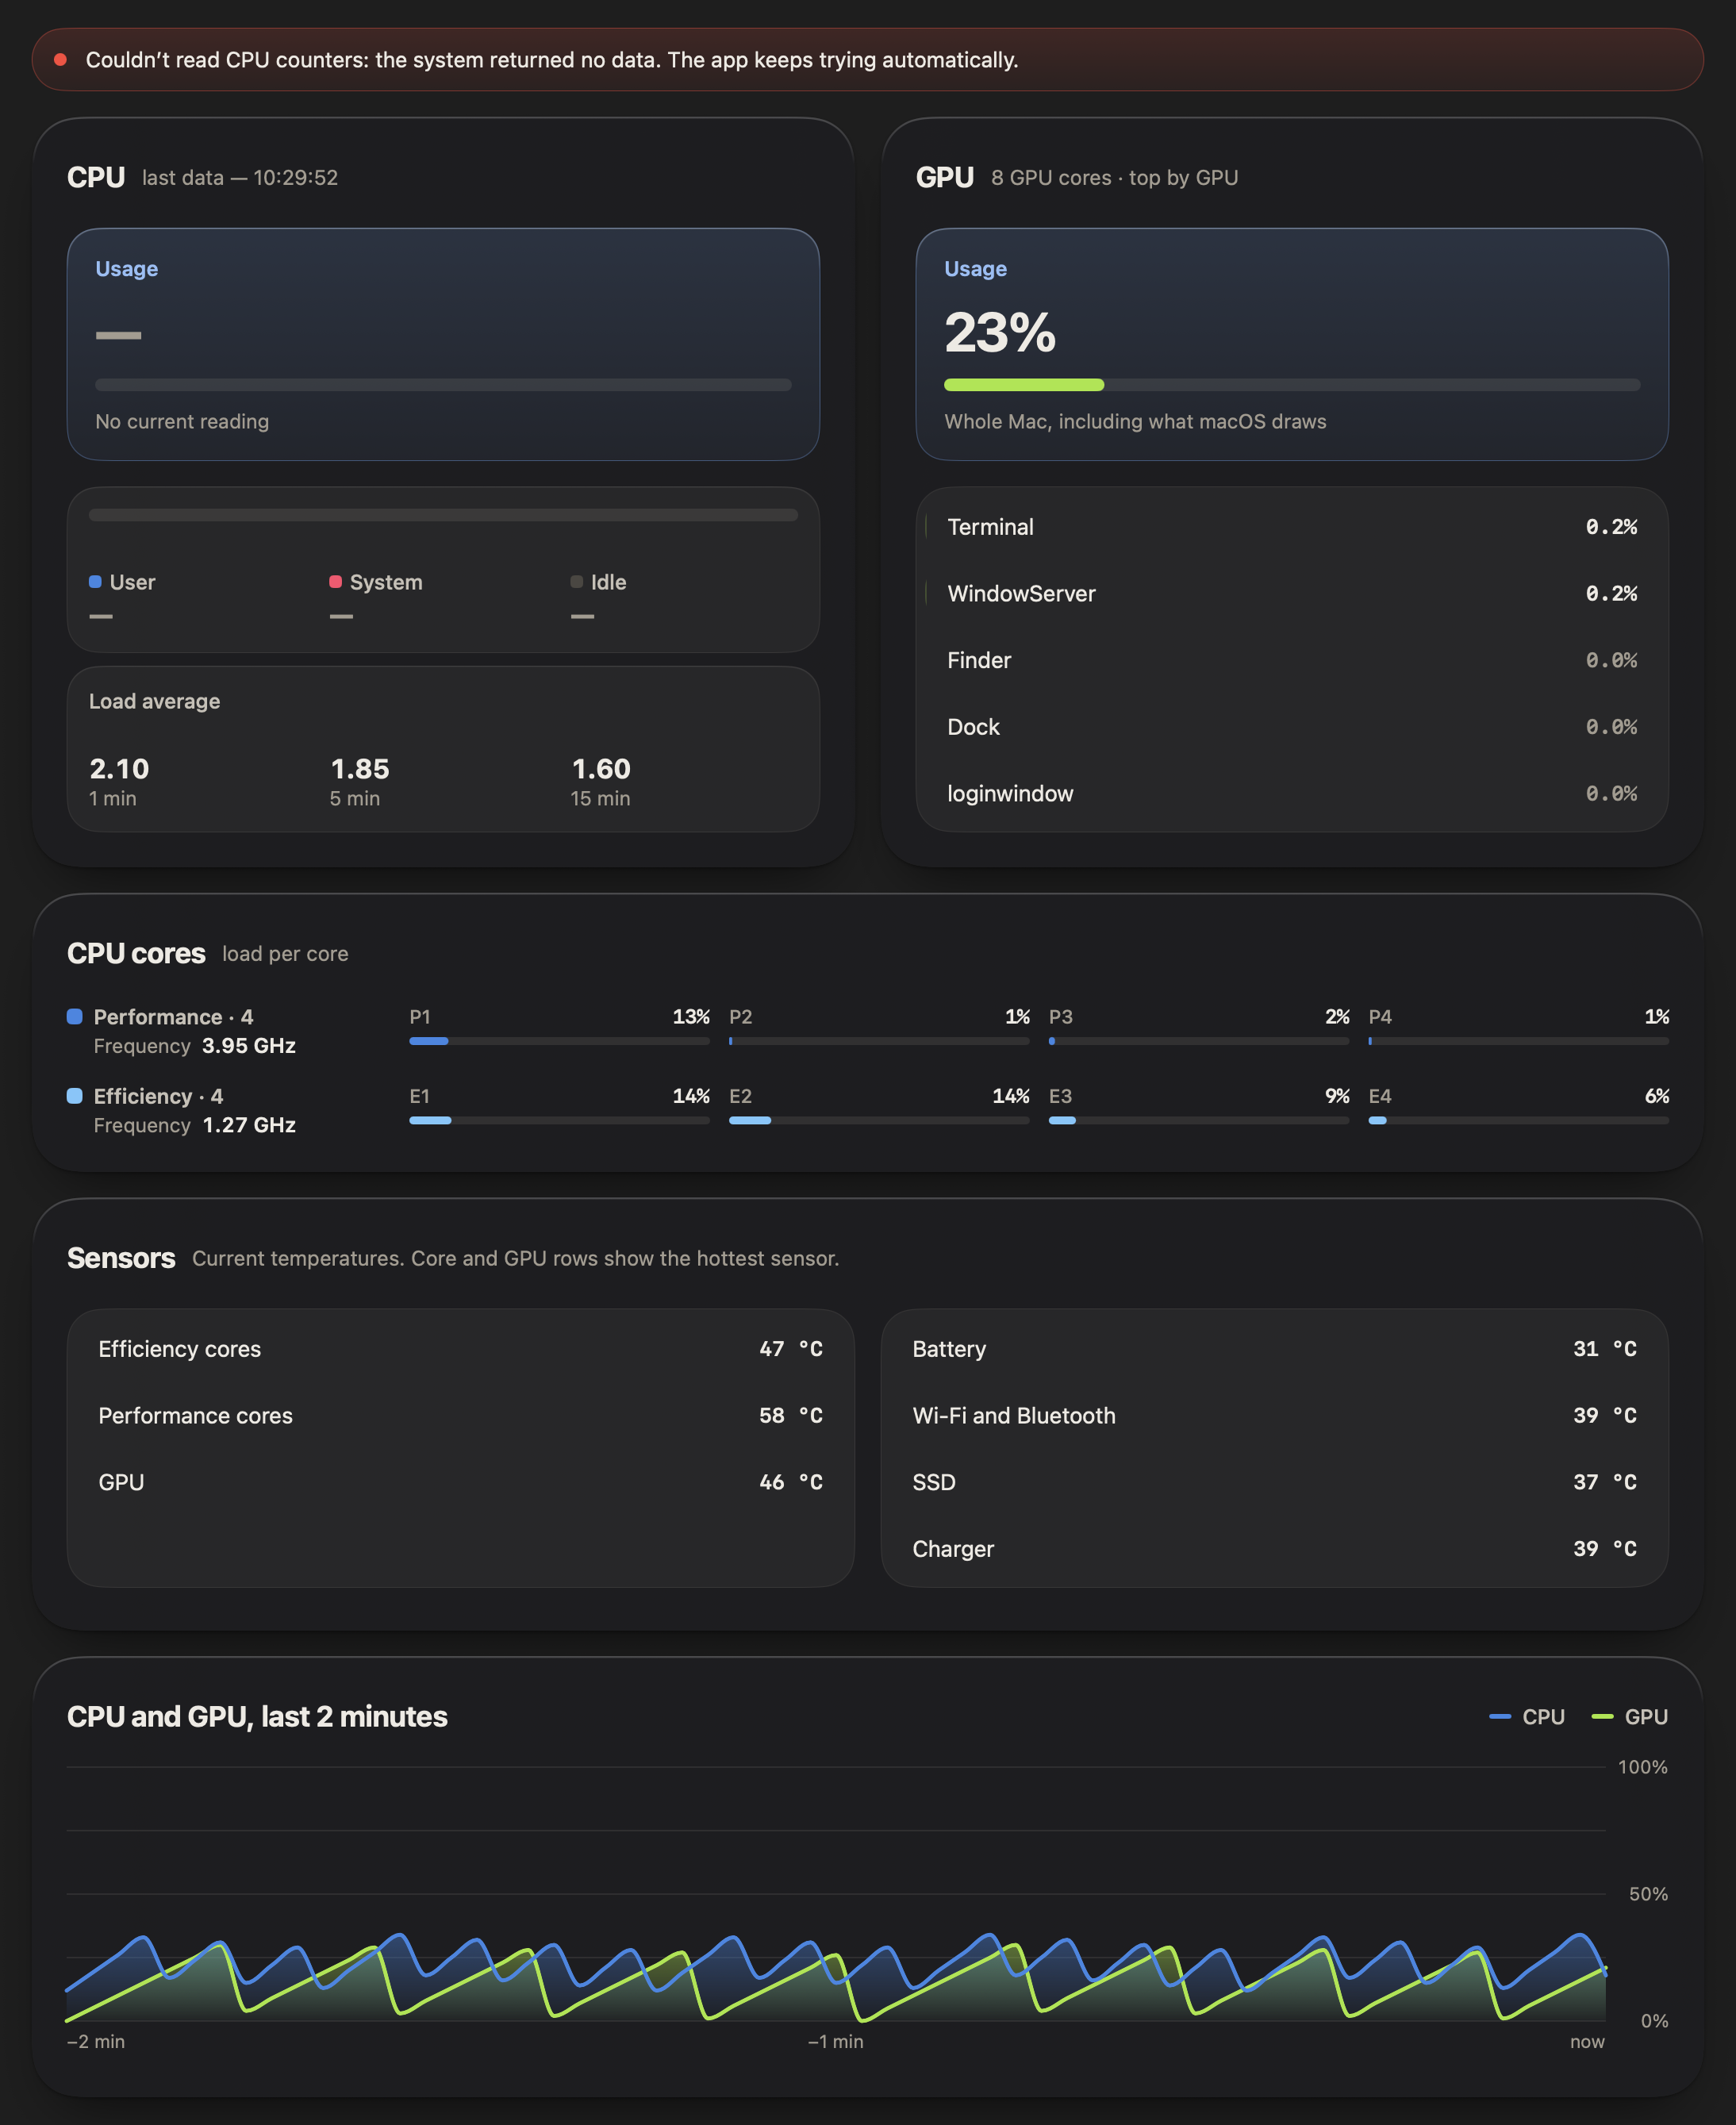 Couldn’t read CPU counters: the system returned no data. The app keeps trying automatically.
CPU last data — 10:29:52
Usage
—
No current reading
User System Idle
— — —
Load average
2.10 1.85 1.60
1 min 5 min 15 min
GPU 8 GPU cores · top by GPU
Usage
23%
Whole Mac, including what macOS draws
Terminal 0.2%
WindowServer 0.2%
Finder 0.0%
Dock 0.0%
loginwindow 0.0%
CPU cores load per core
Performance · 4 P1 13% P2 1% P3 2% P4 1%
Frequency 3.95 GHz
Efficiency · 4 E1 14% E2 14% E3 9% E4 6%
Frequency 1.27 GHz
Sensors Current temperatures. Core and GPU rows show the hottest sensor.
Efficiency cores 47 °C
Performance cores 58 °C
GPU 46 °C
Battery 31 °C
Wi-Fi and Bluetooth 39 °C
SSD 37 °C
Charger 39 °C
CPU and GPU, last 2 minutes CPU GPU
100%
50%
0%
−2 min −1 min now